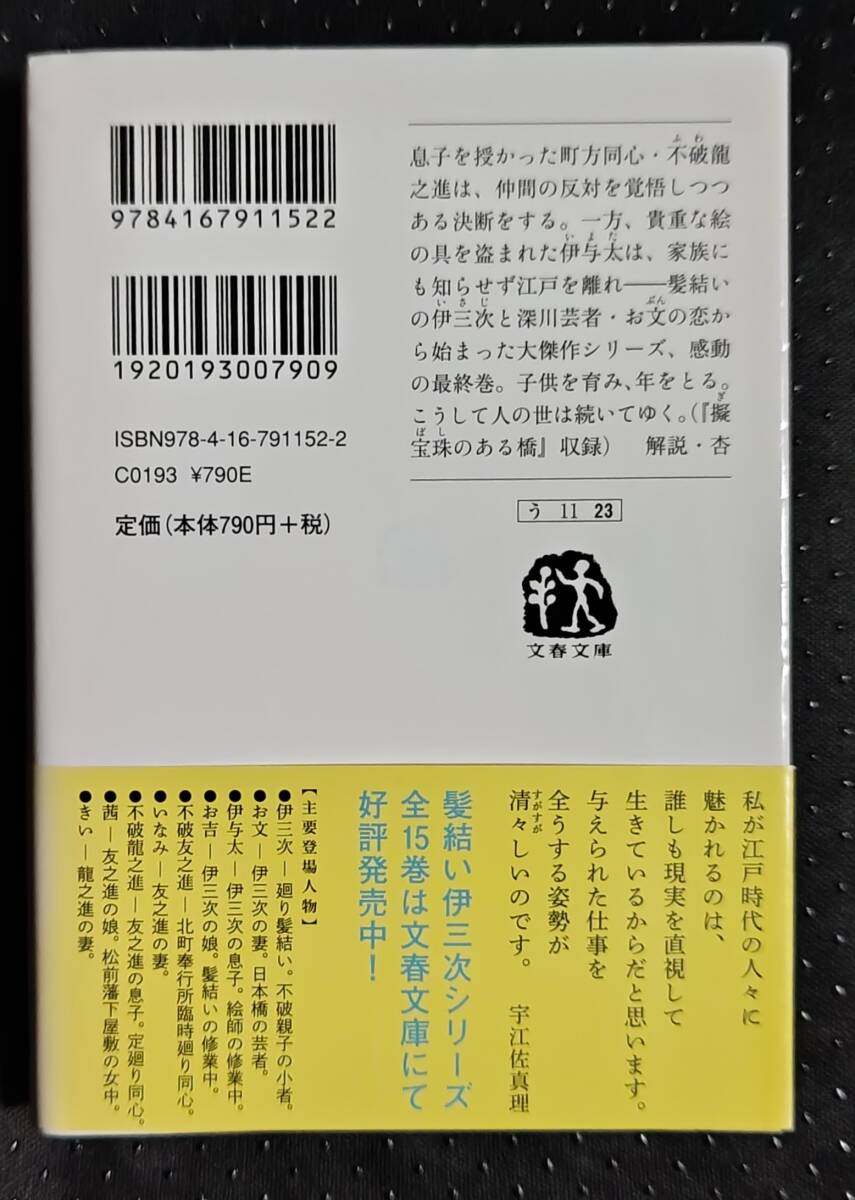 9784167911522
1920193007909
ISBN978-4-16-791152-2
C0193 ¥790E
定価(本体790円+税)
息子を授かった町方同心・不破龍
之進は、仲間の反対を覚悟しつつ
ある決断をする。一方、貴重な絵
の具を盗まれた伊与太は、家族に
も知らせず江戸を離れ――髪結い
の伊三次と深川芸者・お文の恋か
ら始まった大傑作シリーズ、感動
の最終巻。子供を育み、年をとる。
こうして人の世は続いてゆく。(『擬
宝珠のある橋』収録) 解説・杏
う 11 23
文春文庫
私が江戸時代の人々に
魅かれるのは、
誰しも現実を直視して
生きているからだと思います。
与えられた仕事を
全うする姿勢が
清々しいのです。 宇江佐真理
髪結い伊三次シリーズ
全15巻は文春文庫にて
好評発売中!
【主要登場人物】
●伊三次―廻り髪結い。不破親子の小者。
●お文―伊三次の妻。日本橋の芸者。
●伊与太―伊三次の息子。絵師の修業中。
●お吉―伊三次の娘。髪結いの修業中。
●不破友之進―北町奉行所臨時廻り同心。
●いなみ―友之進の妻。
●不破龍之進―友之進の息子。定廻り同心。
●茜―友之進の娘。松前藩下屋敷の女中。
●きい―龍之進の妻。